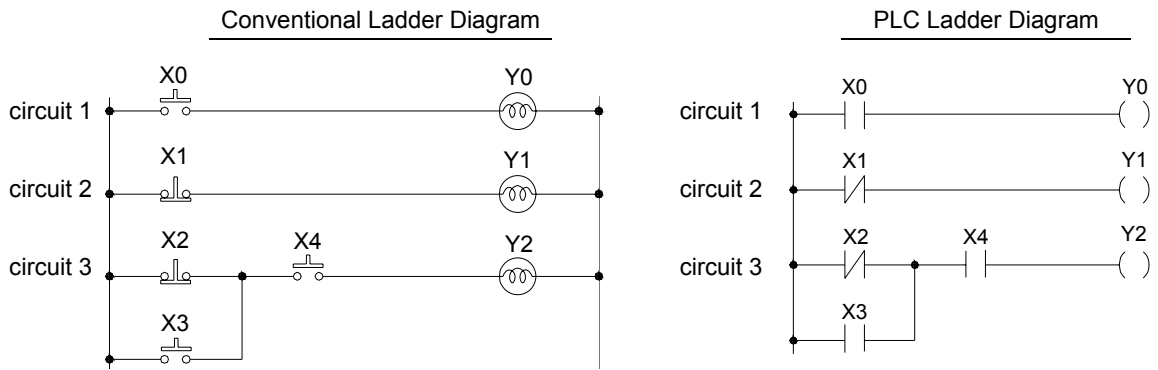 Conventional Ladder Diagram
X0
Y0
circuit 1
X1
Y1
circuit 2
X2
X4
Y2
circuit 3
X3
PLC Ladder Diagram
X0
Y0
circuit 1
X1
Y1
circuit 2
X2
X4
Y2
circuit 3
X3